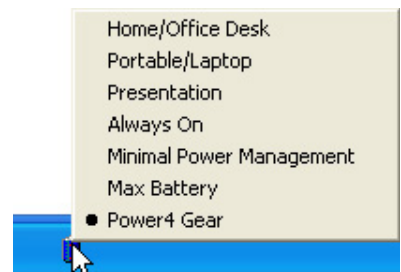 Home/Office Desk
Portable/Laptop
Presentation
Always On
Minimal Power Management
Max Battery
Power4 Gear